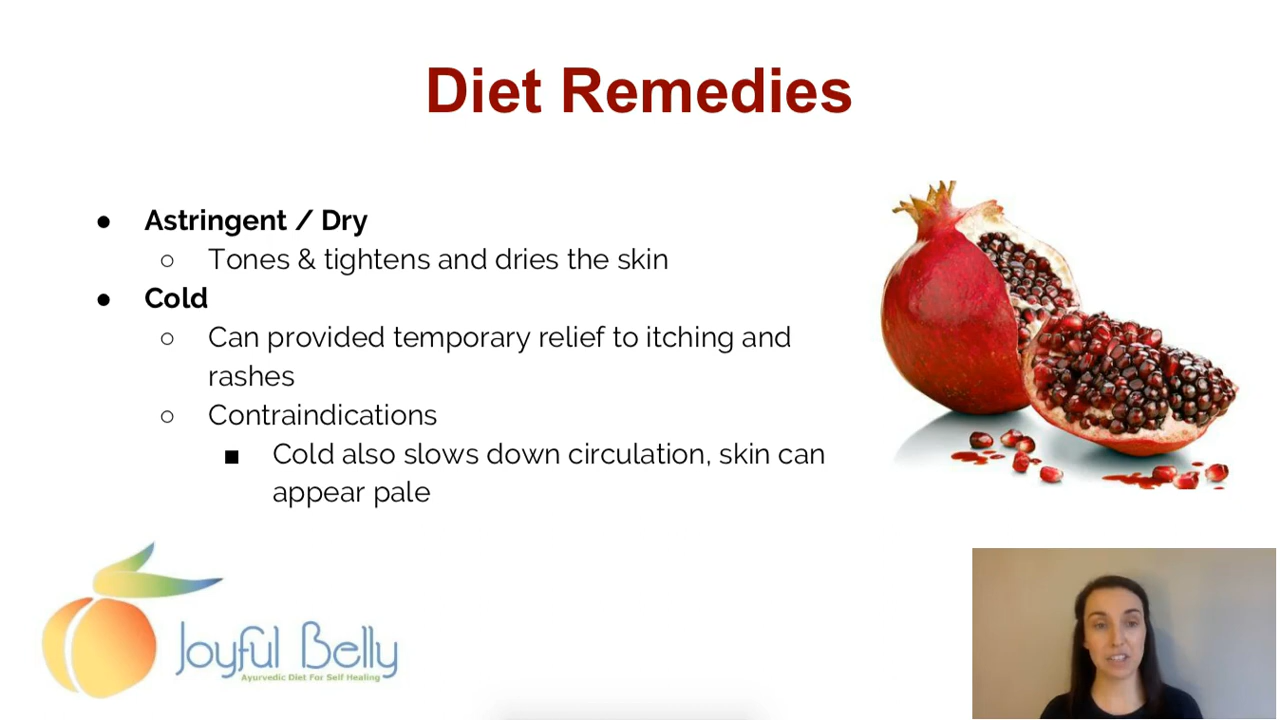 Diet Remedies
● Astringent / Dry
○ Tones & tightens and dries the skin
● Cold
○ Can provided temporary relief to itching and
rashes
○ Contraindications
■ Cold also slows down circulation, skin can
appear pale
Joyful Belly
Ayurvedic Diet For Self Healing